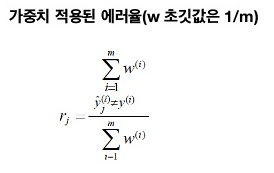 가중치 적용된 에러율(w 초깃값은 1/m)
m
∑ w⁽ⁱ⁾
i=1
ŷⱼ⁽ⁱ⁾≠y⁽ⁱ⁾
rⱼ =
m
∑ w⁽ⁱ⁾
i=1